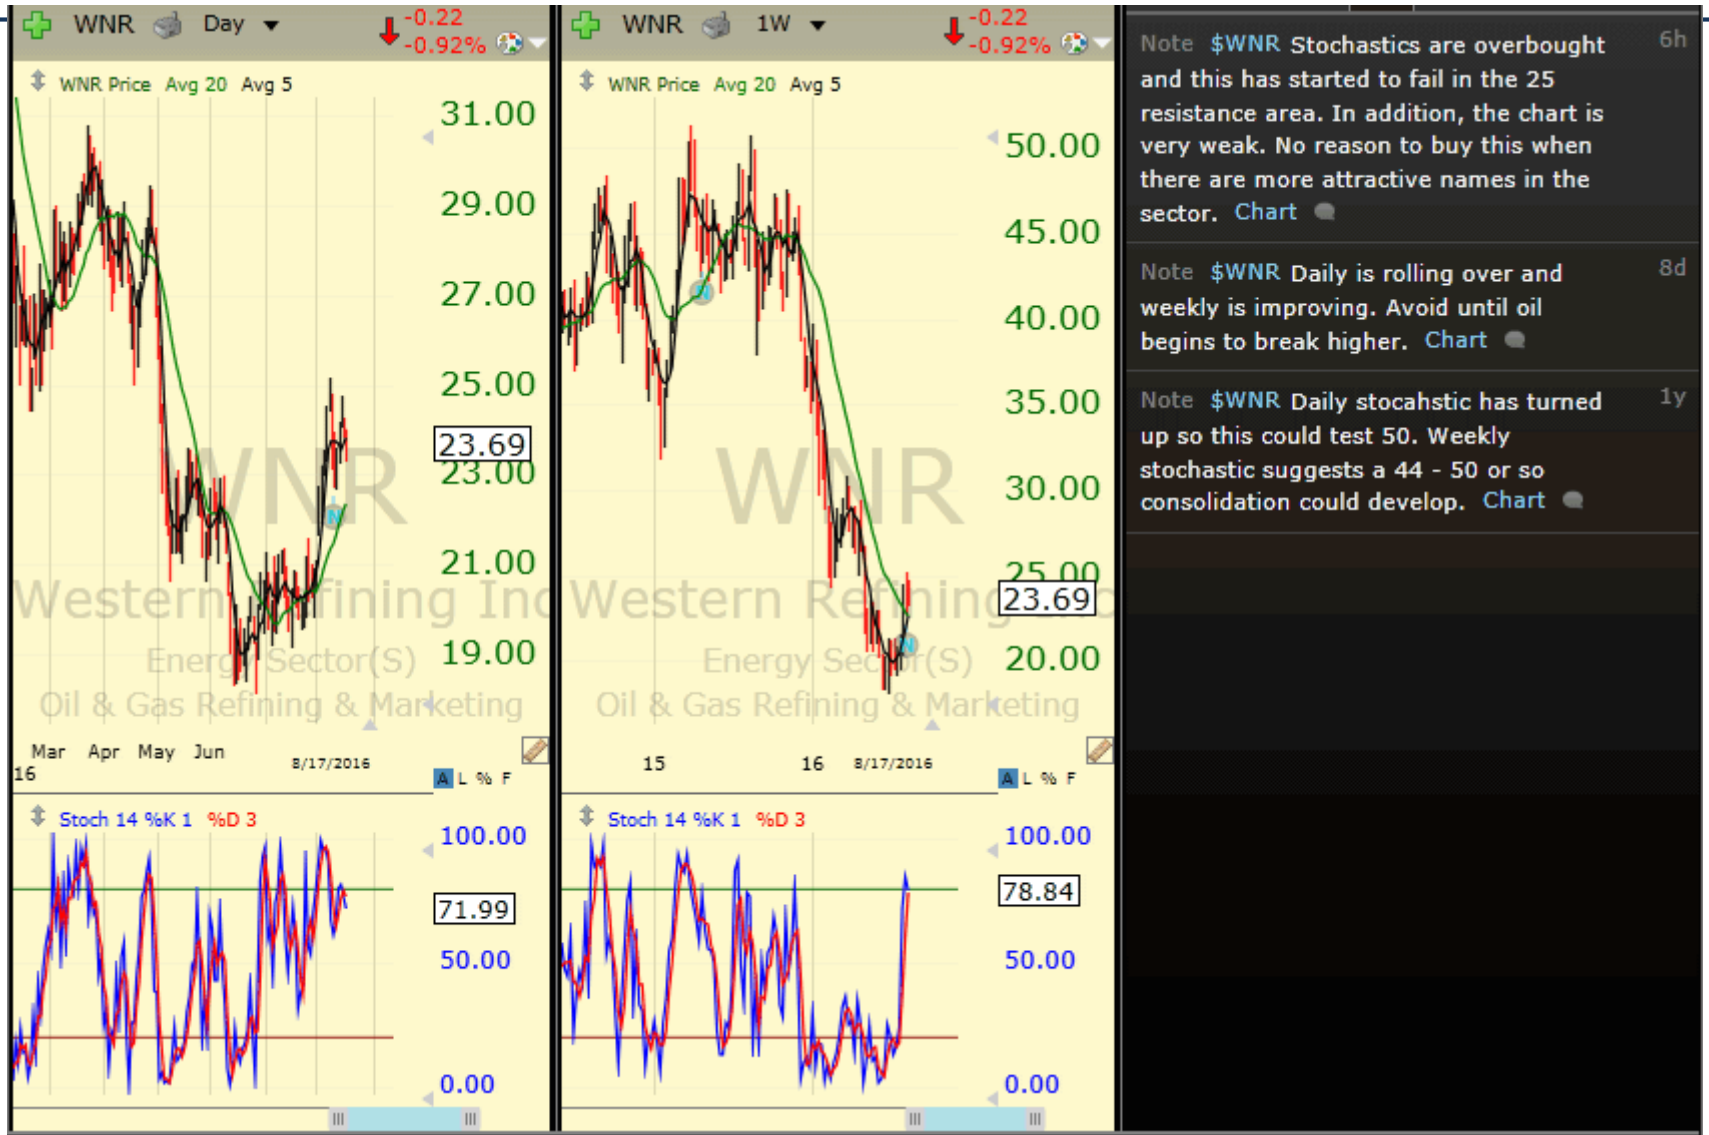 WNR Day -0.22
-0.92%
WNR Price Avg 20 Avg 5
31.00
29.00
27.00
25.00
23.69
23.00
21.00
19.00
WNR
Western Refining Inc
Energy Sector(S)
Oil & Gas Refining & Marketing
Mar Apr May Jun 8/17/2016
16
A L % F
Stoch 14 %K 1 %D 3
100.00
71.99
50.00
0.00
WNR 1W -0.22
-0.92%
WNR Price Avg 20 Avg 5
50.00
45.00
40.00
35.00
30.00
25.00
23.69
20.00
WNR
N
N
N
Western Refining Inc
Energy Sector(S)
Oil & Gas Refining & Marketing
15 16 8/17/2016
A L % F
Stoch 14 %K 1 %D 3
100.00
78.84
50.00
0.00
Note $WNR Stochastics are overbought 6h
and this has started to fail in the 25
resistance area. In addition, the chart is
very weak. No reason to buy this when
there are more attractive names in the
sector. Chart
Note $WNR Daily is rolling over and 8d
weekly is improving. Avoid until oil
begins to break higher. Chart
Note $WNR Daily stocahstic has turned 1y
up so this could test 50. Weekly
stochastic suggests a 44 - 50 or so
consolidation could develop. Chart